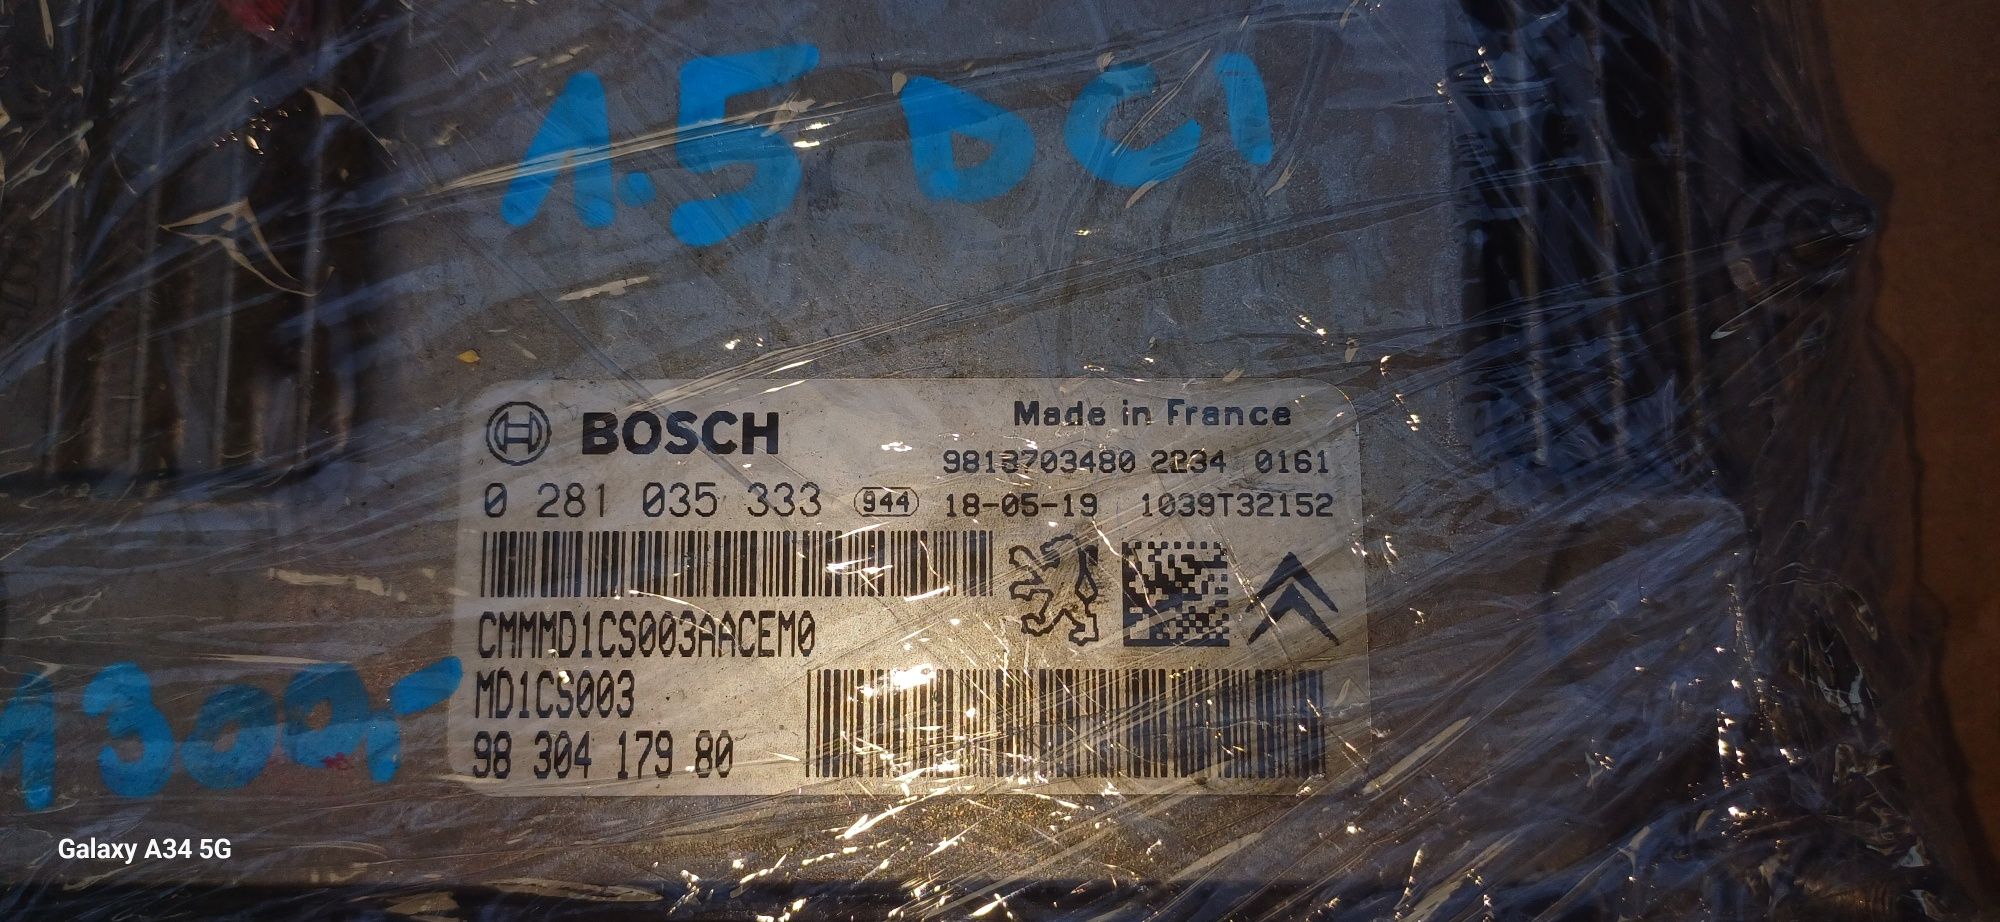 1.5 DCI
BOSCH
Made in France
9813703480 2234 0161
0 281 035 333 944 18-05-19 1039T32152
CMMMD1CS003AACEM0
MD1CS003
98 304 179 80
1300,-
Galaxy A34 5G